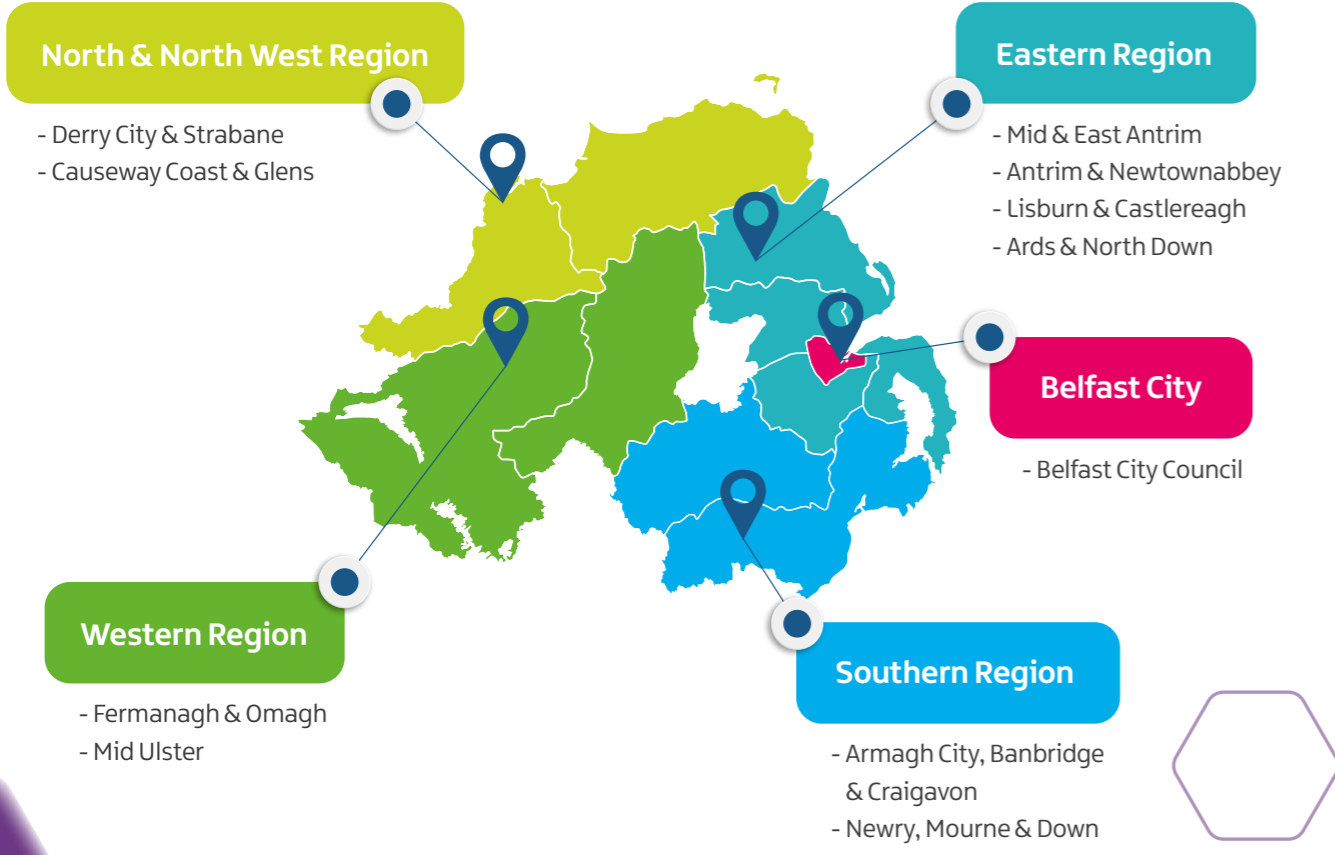 North & North West Region
- Derry City & Strabane
- Causeway Coast & Glens
Eastern Region
- Mid & East Antrim
- Antrim & Newtownabbey
- Lisburn & Castlereagh
- Ards & North Down
Belfast City
- Belfast City Council
Western Region
- Fermanagh & Omagh
- Mid Ulster
Southern Region
- Armagh City, Banbridge
& Craigavon
- Newry, Mourne & Down